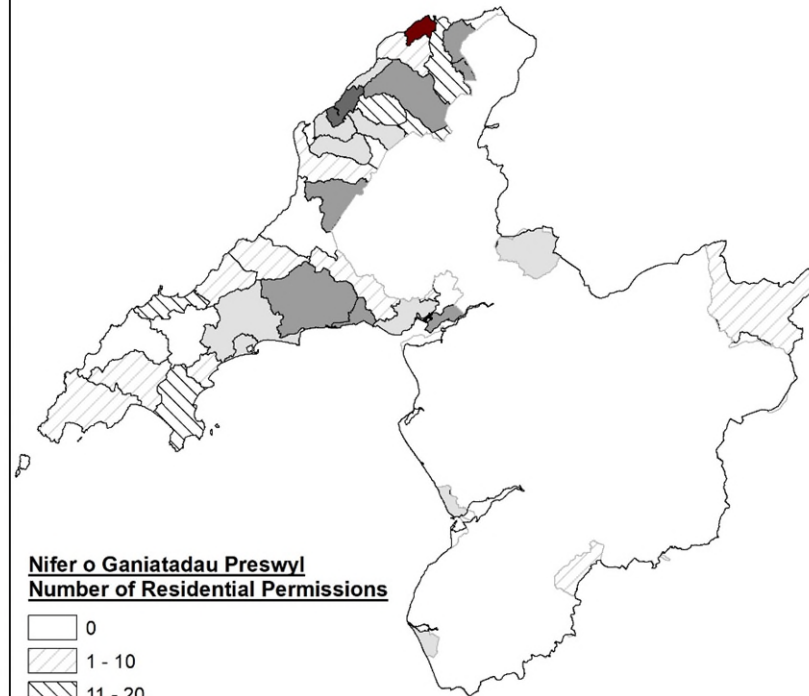 Nifer o Ganiatadau Preswyl
Number of Residential Permissions
0
1 - 10
11 - 20